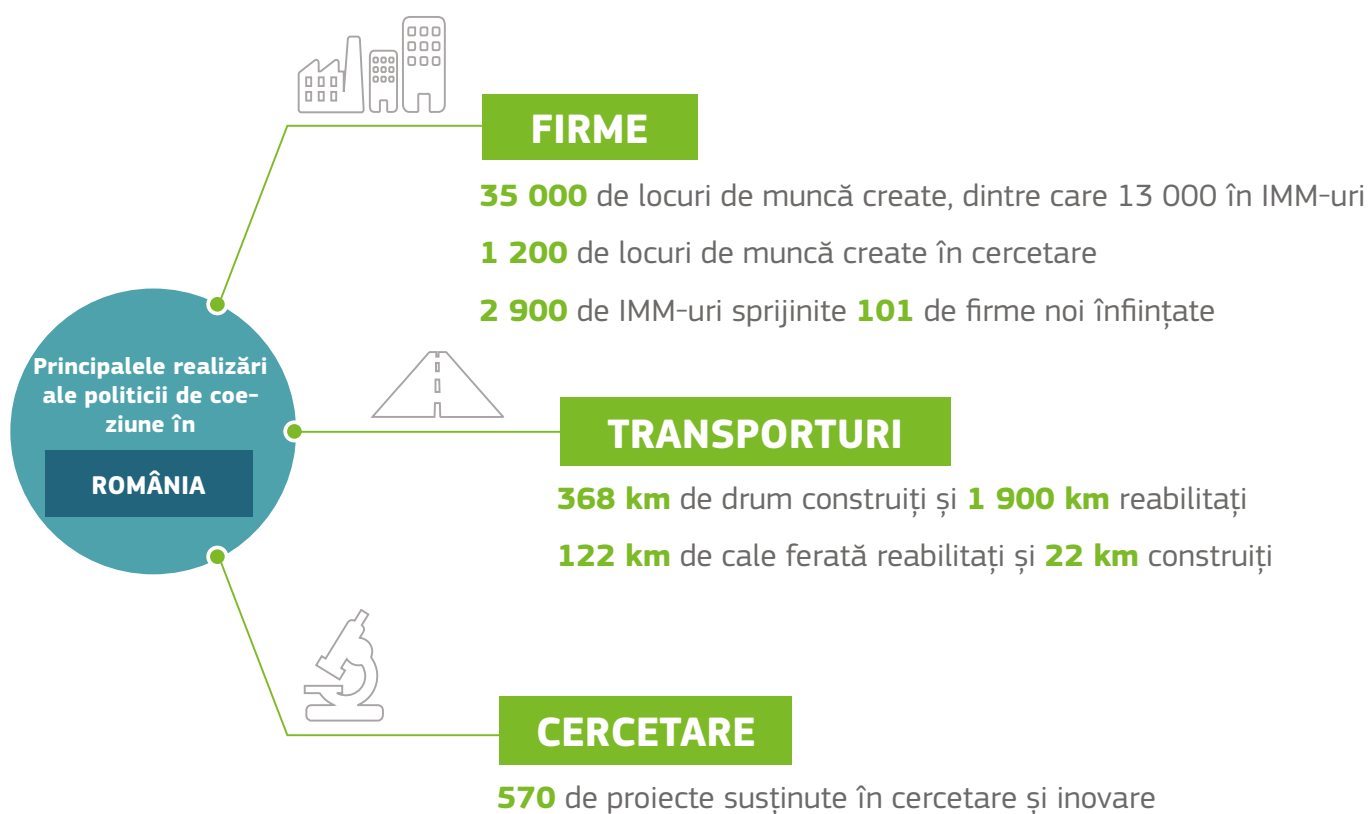 Principalele realizări
ale politicii de coe-
ziune în
ROMÂNIA
FIRME
35 000 de locuri de muncă create, dintre care 13 000 în IMM-uri
1 200 de locuri de muncă create în cercetare
2 900 de IMM-uri sprijinite 101 de firme noi înființate
TRANSPORTURI
368 km de drum construiți și 1 900 km reabilitați
122 km de cale ferată reabilitați și 22 km construiți
CERCETARE
570 de proiecte susținute în cercetare și inovare